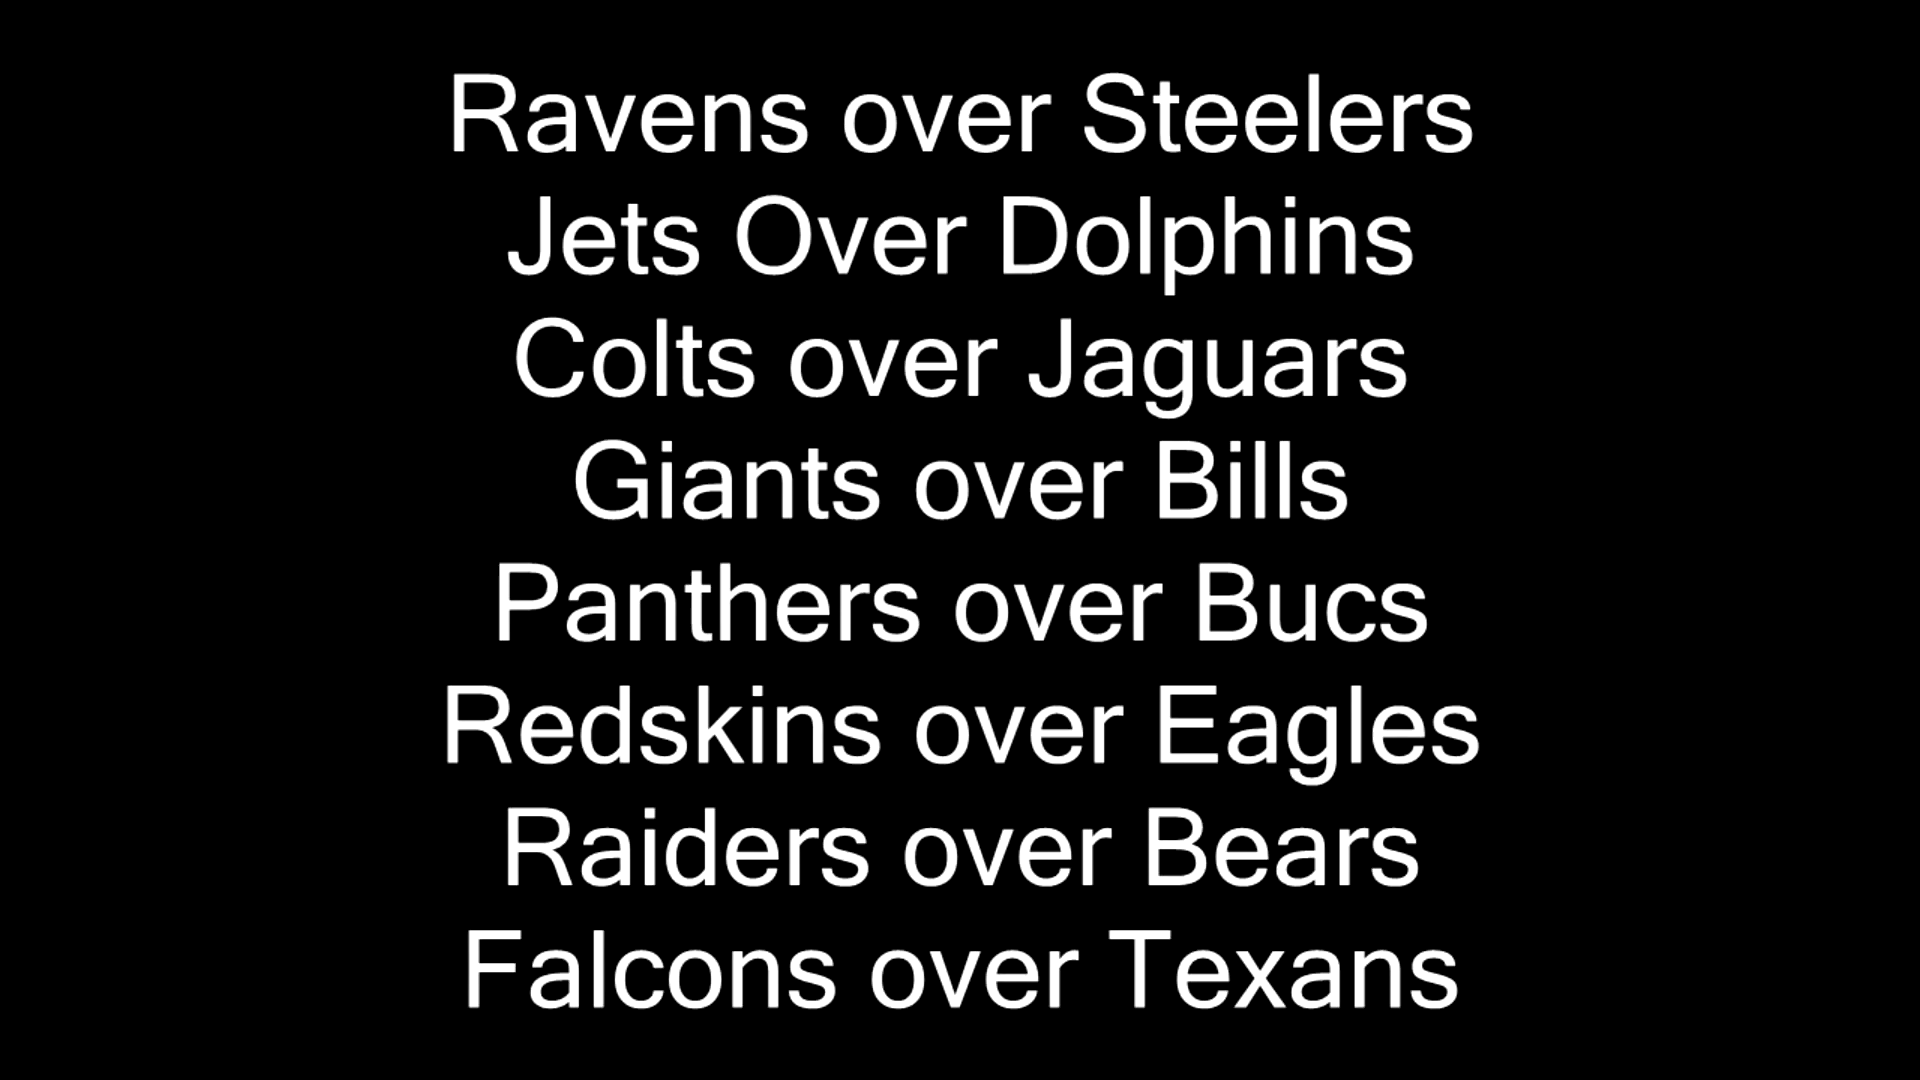 Ravens over Steelers
Jets Over Dolphins
Colts over Jaguars
Giants over Bills
Panthers over Bucs
Redskins over Eagles
Raiders over Bears
Falcons over Texans